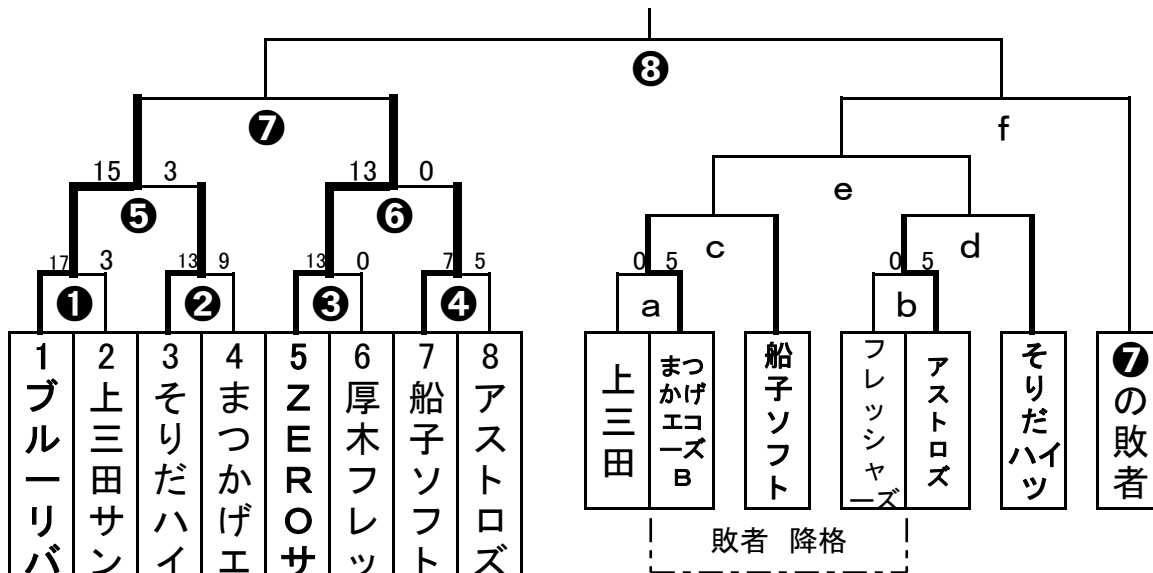 ❽
❼
f
15 3
13 0
e
❺
❻
c
d
17 3
13 9
13 0
7 5
0 5
0 5
❶
❷
❸
❹
a
b
1ブルーリバ
2上三田サン
3そりだハイ
4まつかげエ
5ZEROサ
6厚木フレッ
7船子ソフト
8アストロズ
上三田
まつかげエコーズB
船子ソフト
フレッシャーズ
アストロズ
そりだハイツ
❼の敗者
敗者 降格